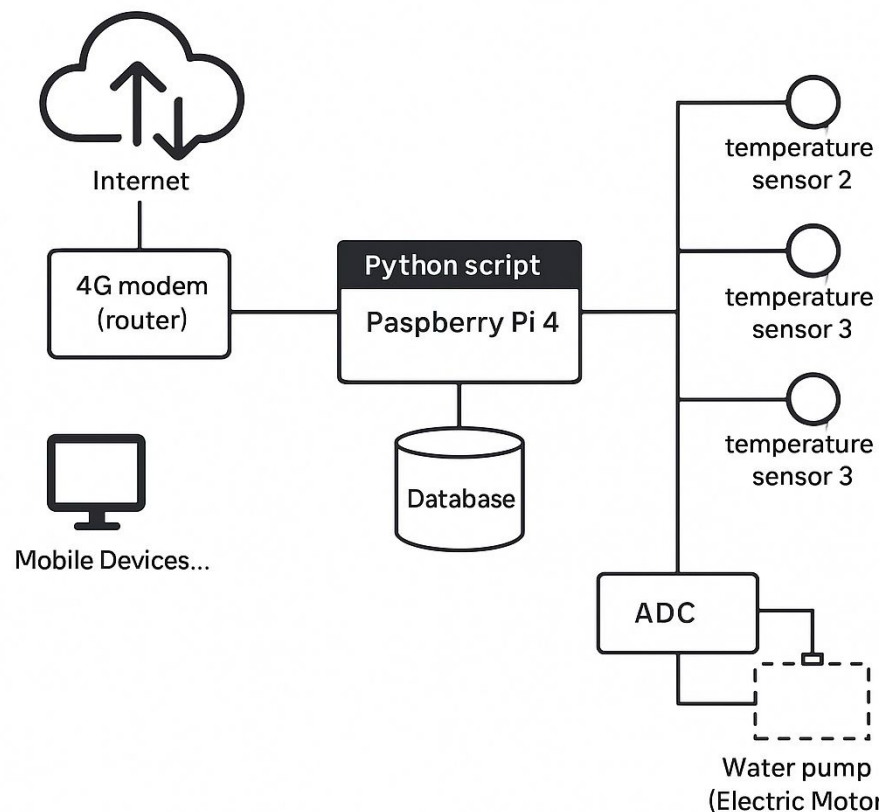 Internet
4G modem
(router)
Mobile Devices...
Python script
Paspberry Pi 4
Database
temperature
sensor 2
temperature
sensor 3
temperature
sensor 3
ADC
Water pump
(Electric Motor